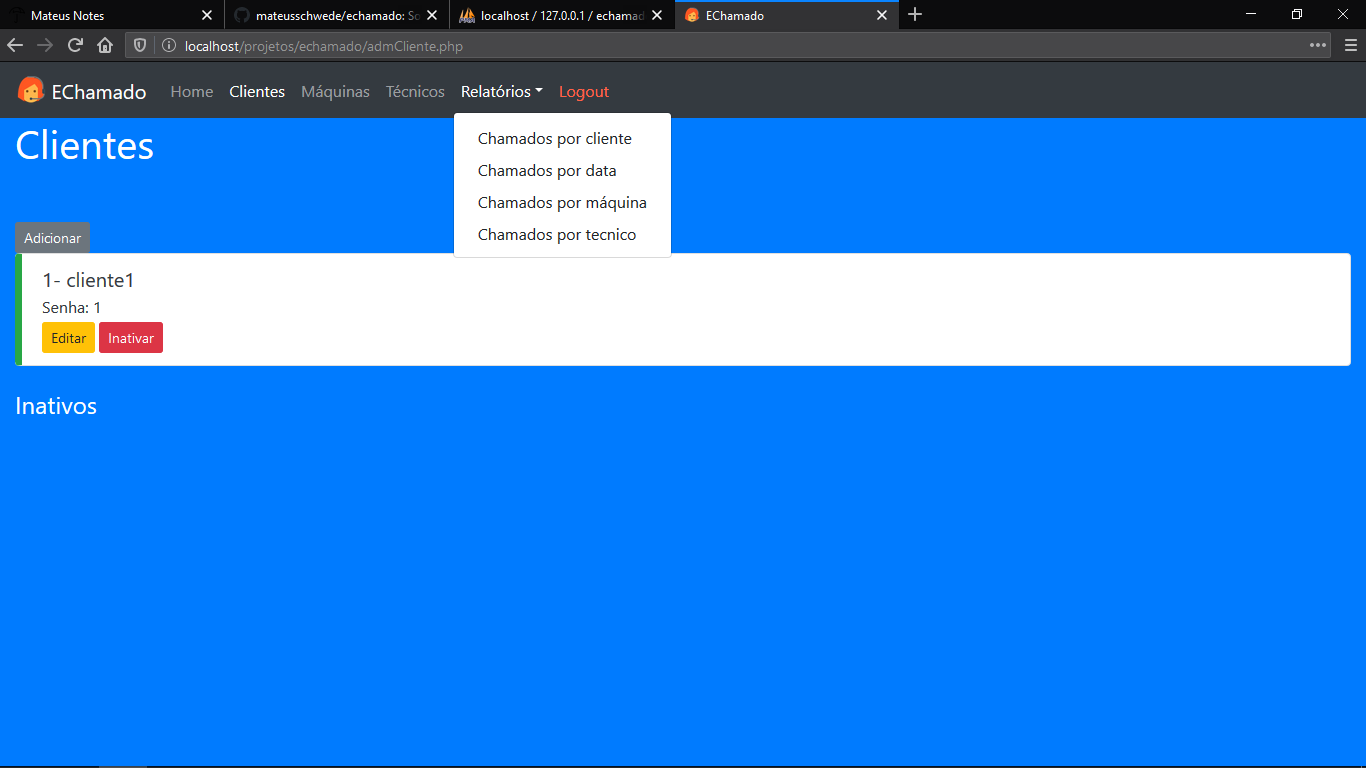 Mateus Notes
mateusschwede/echamado: So
localhost / 127.0.0.1 / echamad
EChamado
localhost/projetos/echamado/admCliente.php
EChamado Home Clientes Máquinas Técnicos Relatórios Logout
Chamados por cliente
Chamados por data
Chamados por máquina
Chamados por tecnico
Clientes
Adicionar
1- cliente1
Senha: 1
Editar Inativar
Inativos